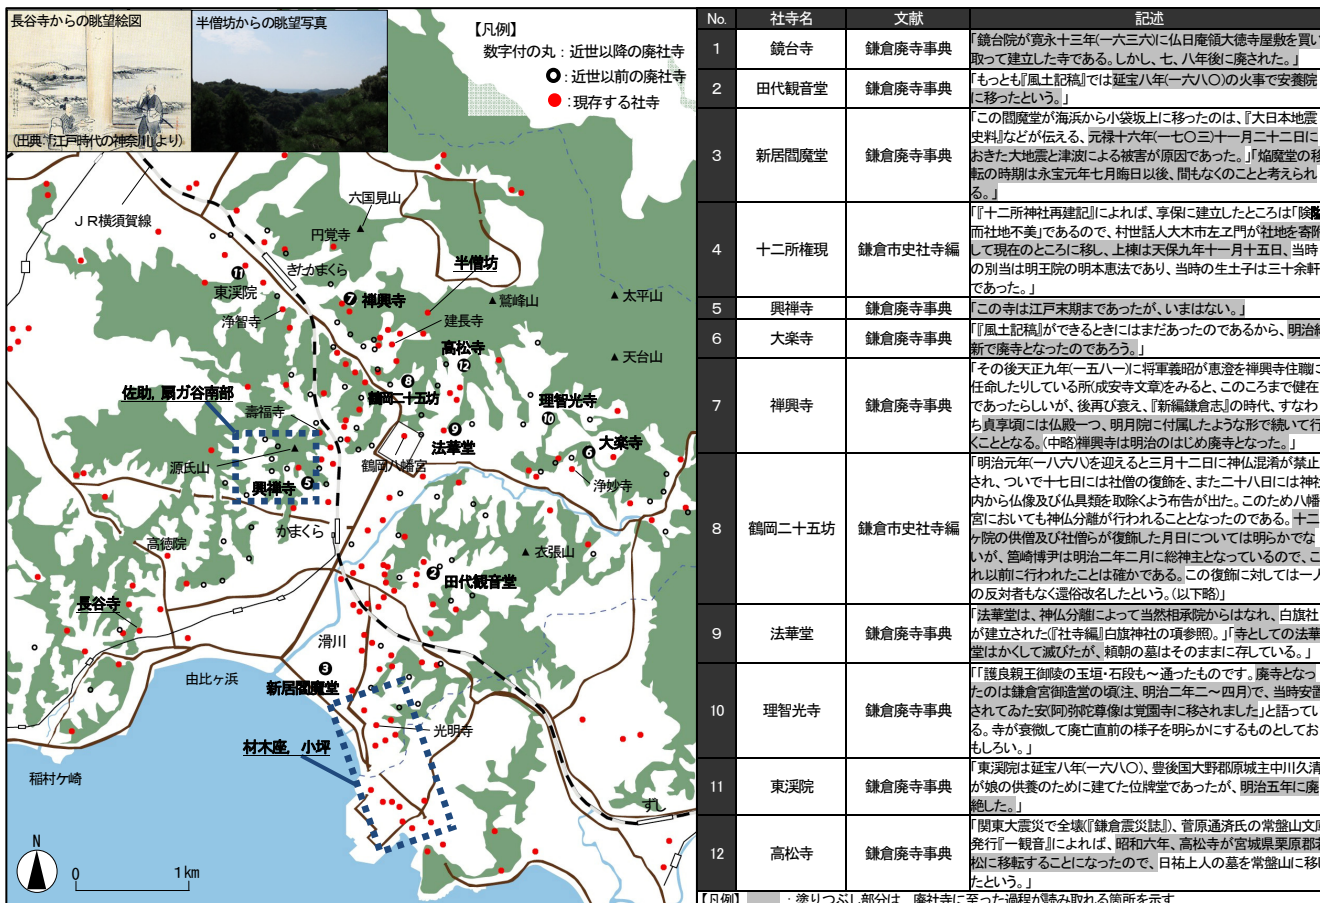 長谷寺からの眺望絵図
(出典:「江戸時代の神奈川」より)
半僧坊からの眺望写真
【凡例】
数字付の丸:近世以降の廃社寺
:近世以前の廃社寺
:現存する社寺
六国見山
JR横須賀線
円覚寺
半僧坊
きたかまくら
⓫
東渓院
❼ 禅興寺
鷲峰山
太平山
浄智寺
建長寺
高松寺
⓬
天台山
佐助, 扇ガ谷南部
❽
鶴岡二十五坊
理智光寺
❿
壽福寺
❾
法華堂
大楽寺
❻
源氏山
鶴岡八幡宮
浄妙寺
興禅寺 ❺
かまくら
高徳院
衣張山
❷ 田代観音堂
長谷寺
滑川
❸
新居閻魔堂
由比ヶ浜
光明寺
材木座, 小坪
稲村ケ崎
ずし
N
0 1km
No. 社寺名 文献 記述
1 鏡台寺 鎌倉廃寺事典 「鏡台院が寛永十三年(一六三六)に仏日庵領大徳寺屋敷を買い
取って建立した寺である。しかし、七、八年後に廃された。」
2 田代観音堂 鎌倉廃寺事典 「もっとも『風土記稿』では延宝八年(一六八〇)の火事で安養院
に移ったという。」
3 新居閻魔堂 鎌倉廃寺事典 「この閻魔堂が海浜から小袋坂上に移ったのは、『大日本地震
史料』などが伝える、元禄十六年(一七〇三)十一月二十二日に
おきた大地震と津波による被害が原因であった。」「焔魔堂の移
転の時期は永宝元年七月晦日以後、間もなくのことと考えられ
る。」
4 十二所権現 鎌倉市史社寺編 「『十二所神社再建記』によれば、享保に建立したところは「険
而社地不美」であるので、村世話人大木市左ヱ門が社地を寄附
して現在のところに移し、上棟は天保九年十一月十五日、当時
の別当は明王院の明本恵法であり、当時の生土子は三十余軒
であった。」
5 興禅寺 鎌倉廃寺事典 「この寺は江戸末期まであったが、いまはない。」
6 大楽寺 鎌倉廃寺事典 「『風土記稿』ができるときにはまだあったのであるから、明治維
新で廃寺となったのであろう。」
7 禅興寺 鎌倉廃寺事典 「その後天正九年(一五八一)に将軍義昭が恵澄を禅興寺住職に
任命したりしている所(成安寺文章)をみると、このころまで健在
であったらしいが、後再び衰え、『新編鎌倉志』の時代、すなわ
ち貞享頃には仏殿一つ、明月院に付属したような形で続いて行
くこととなる。(中略)禅興寺は明治のはじめ廃寺となった。」
8 鶴岡二十五坊 鎌倉市史社寺編 「明治元年(一八六八)を迎えると三月十二日に神仏混淆が禁止
され、ついで十七日には社僧の復飾を、また二十八日には神社
内から仏像及び仏具類を取除くよう布告が出た。このため八幡
宮においても神仏分離が行われることとなったのである。十二
ヶ院の供僧及び社僧らが復飾した月日については明らかでな
いが、筥崎博尹は明治二年二月に総神主となっているので、こ
れ以前に行われたことは確かである。この復飾に対しては一人
の反対者もなく還俗改名したという。(以下略)」
9 法華堂 鎌倉廃寺事典 「法華堂は、神仏分離によって当然相承院からはなれ、白旗社
が建立された(『社寺編』白旗神社の項参照)。」「寺としての法華
堂はかくして滅びたが、頼朝の墓はそのままに存している。」
10 理智光寺 鎌倉廃寺事典 「「護良親王御陵の玉垣・石段も～通ったものです。廃寺となっ
たのは鎌倉宮御造営の頃(注、明治二年二～四月)で、当時安置
されてゐた安(阿)弥陀尊像は覚園寺に移されました」と語ってい
る。寺が衰微して廃亡直前の様子を明らかにするものとしてお
もしろい。」
11 東渓院 鎌倉廃寺事典 「東渓院は延宝八年(一六八〇)、豊後国大野郡原城主中川久清
が娘の供養のために建てた位牌堂であったが、明治五年に廃
絶した。」
12 高松寺 鎌倉廃寺事典 「関東大震災で全壊(『鎌倉震災誌』)、菅原通済氏の常盤山文庫
発行『一観音』によれば、昭和六年、高松寺が宮城県栗原郡若
松に移転することになったので、日祐上人の墓を常盤山に移し
たという。」
【凡例】 :塗りつぶし部分は、廃社寺に至った過程が読み取れる箇所を示す